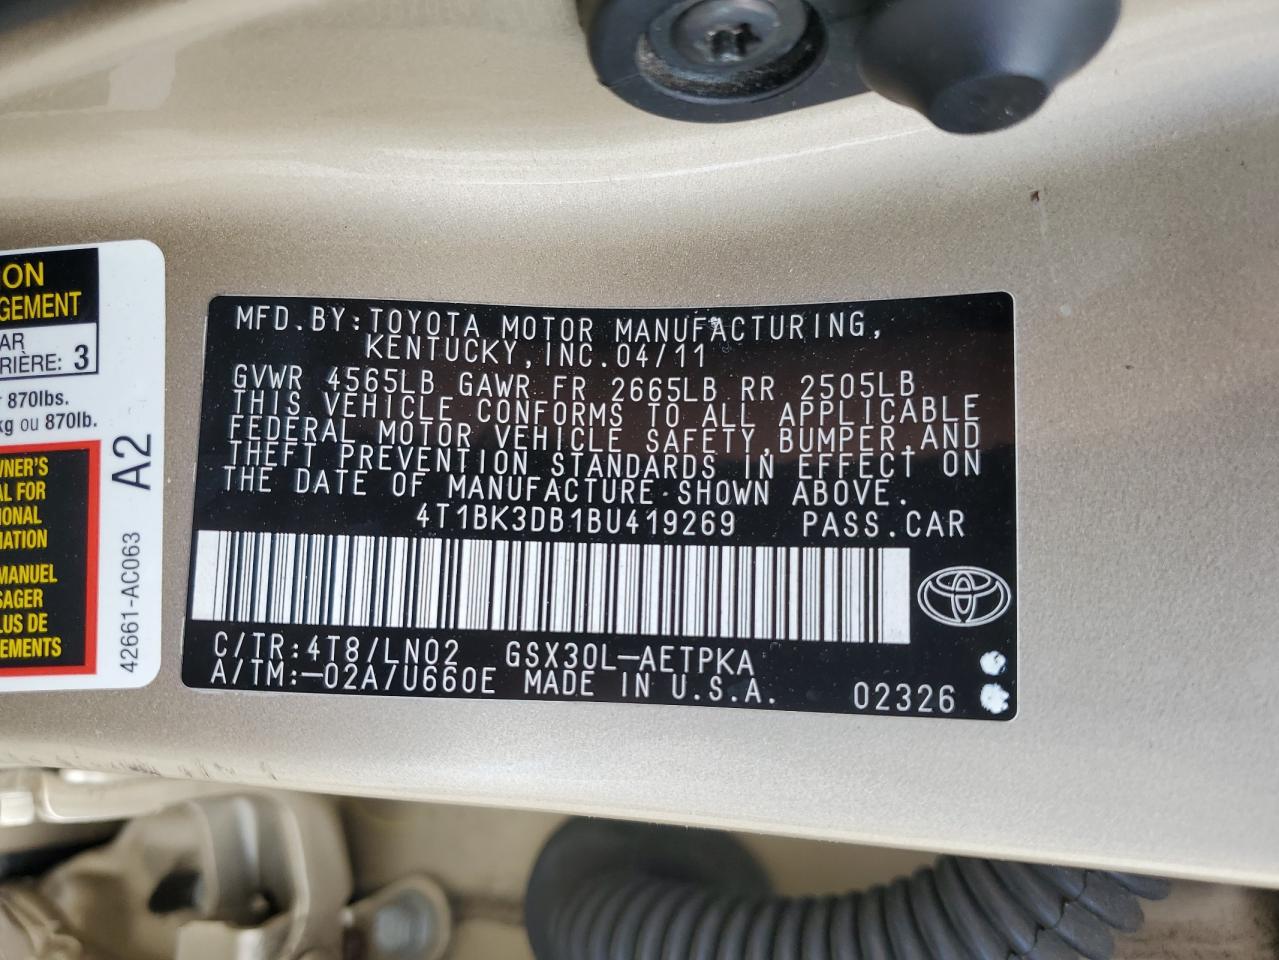 ION
GEMENT
AR
RIÈRE: 3
870lbs.
kg ou 870lb.
WNER'S
AL FOR
IONAL
MATION
MANUEL
SAGER
LUS DE
EMENTS
A2
42661-AC063
MFD.BY:TOYOTA MOTOR MANUFACTURING,
KENTUCKY,INC.04/11
GVWR 4565LB GAWR FR 2665LB RR 2505LB
THIS VEHICLE CONFORMS TO ALL APPLICABLE
FEDERAL MOTOR VEHICLE SAFETY,BUMPER,AND
THEFT PREVENTION STANDARDS IN EFFECT ON
THE DATE OF MANUFACTURE SHOWN ABOVE.
4T1BK3DB1BU419269 PASS.CAR
C/TR:4T8/LN02 GSX30L-AETPKA
A/TM:-02A/U660E MADE IN U.S.A. 02326